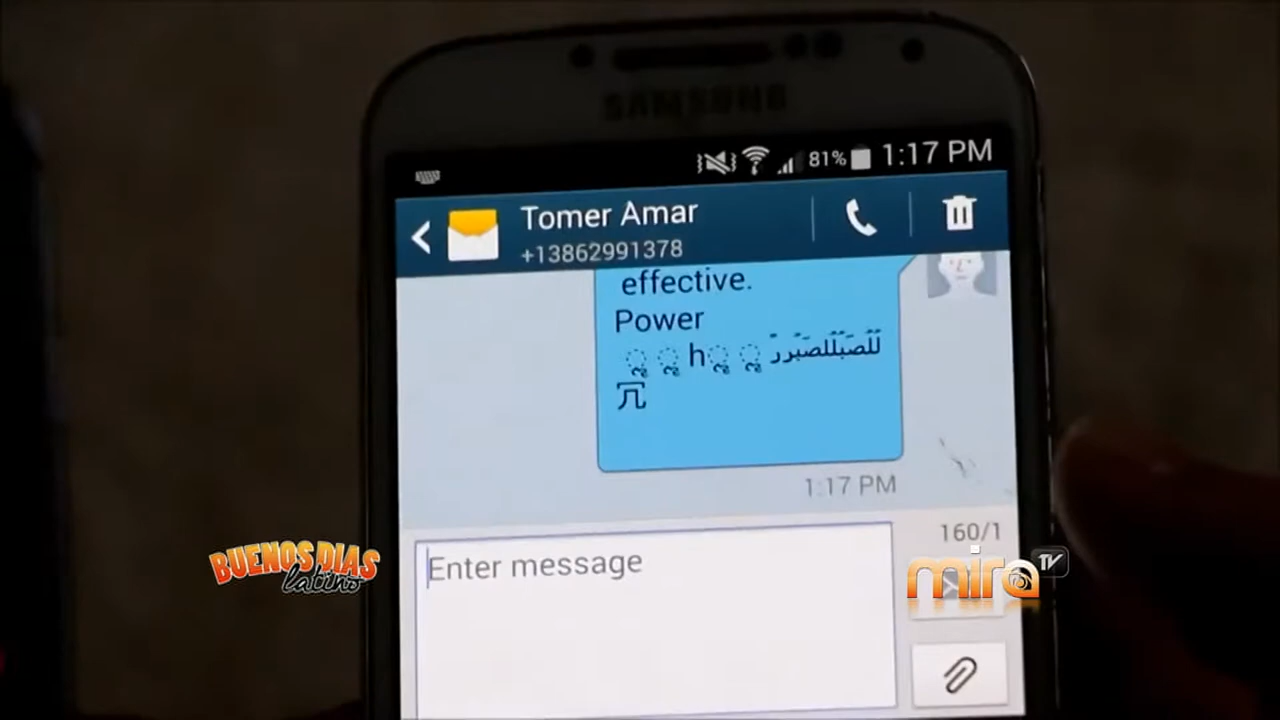 SAMSUNG
81% 1:17 PM
Tomer Amar
+13862991378
effective.
Power
ॣ ॣh ॣ ॣ لُلُصّبُلُلصّبُررً
冗
1:17 PM
160/1
Enter message
BUENOS DIAS
latino
mira TV